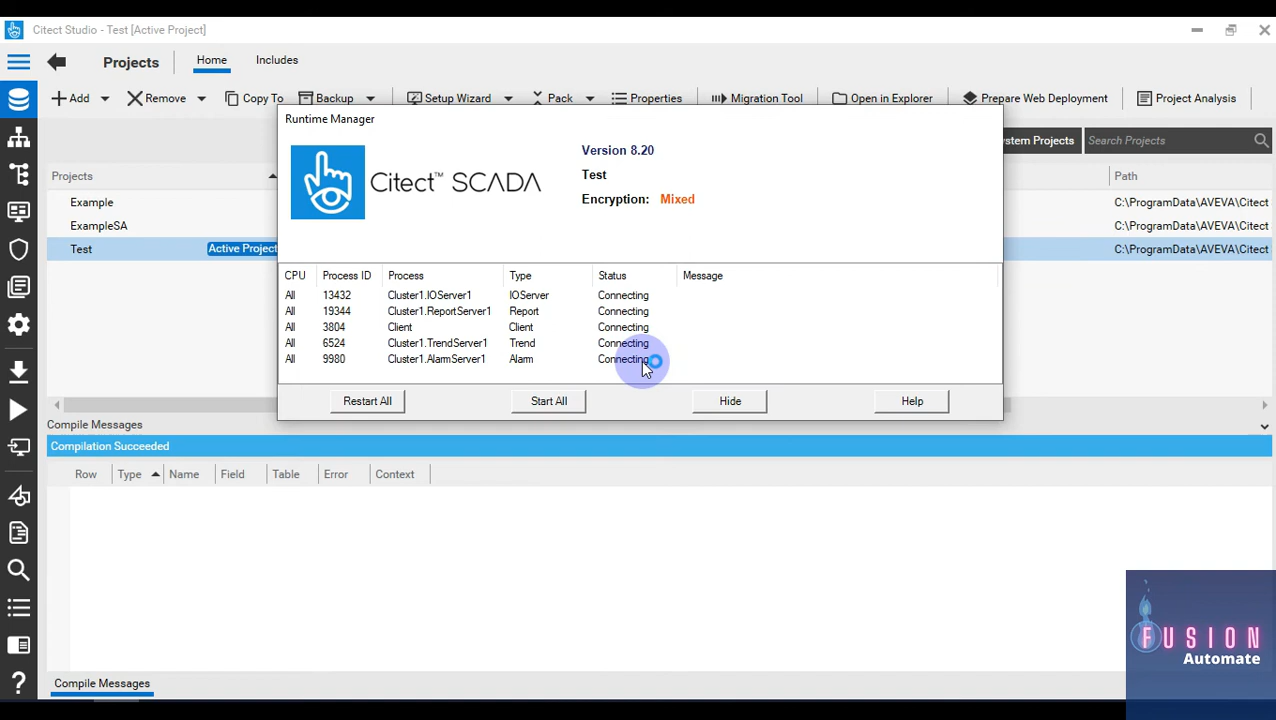 Citect Studio - Test [Active Project]
Projects Home Includes
Add Remove Copy To Backup Setup Wizard Pack Properties Migration Tool Open in Explorer Prepare Web Deployment Project Analysis
Runtime Manager
Citect™ SCADA
Version 8.20
Test
Encryption: Mixed
ystem Projects Search Projects
Projects Path
Example C:\ProgramData\AVEVA\Citect
ExampleSA C:\ProgramData\AVEVA\Citect
Test Active Project C:\ProgramData\AVEVA\Citect
CPU Process ID Process Type Status Message
All 13432 Cluster1.IOServer1 IOServer Connecting
All 19344 Cluster1.ReportServer1 Report Connecting
All 3804 Client Client Connecting
All 6524 Cluster1.TrendServer1 Trend Connecting
All 9980 Cluster1.AlarmServer1 Alarm Connecting
Restart All Start All Hide Help
Compile Messages
Compilation Succeeded
Row Type Name Field Table Error Context
FUSION
Automate
Compile Messages